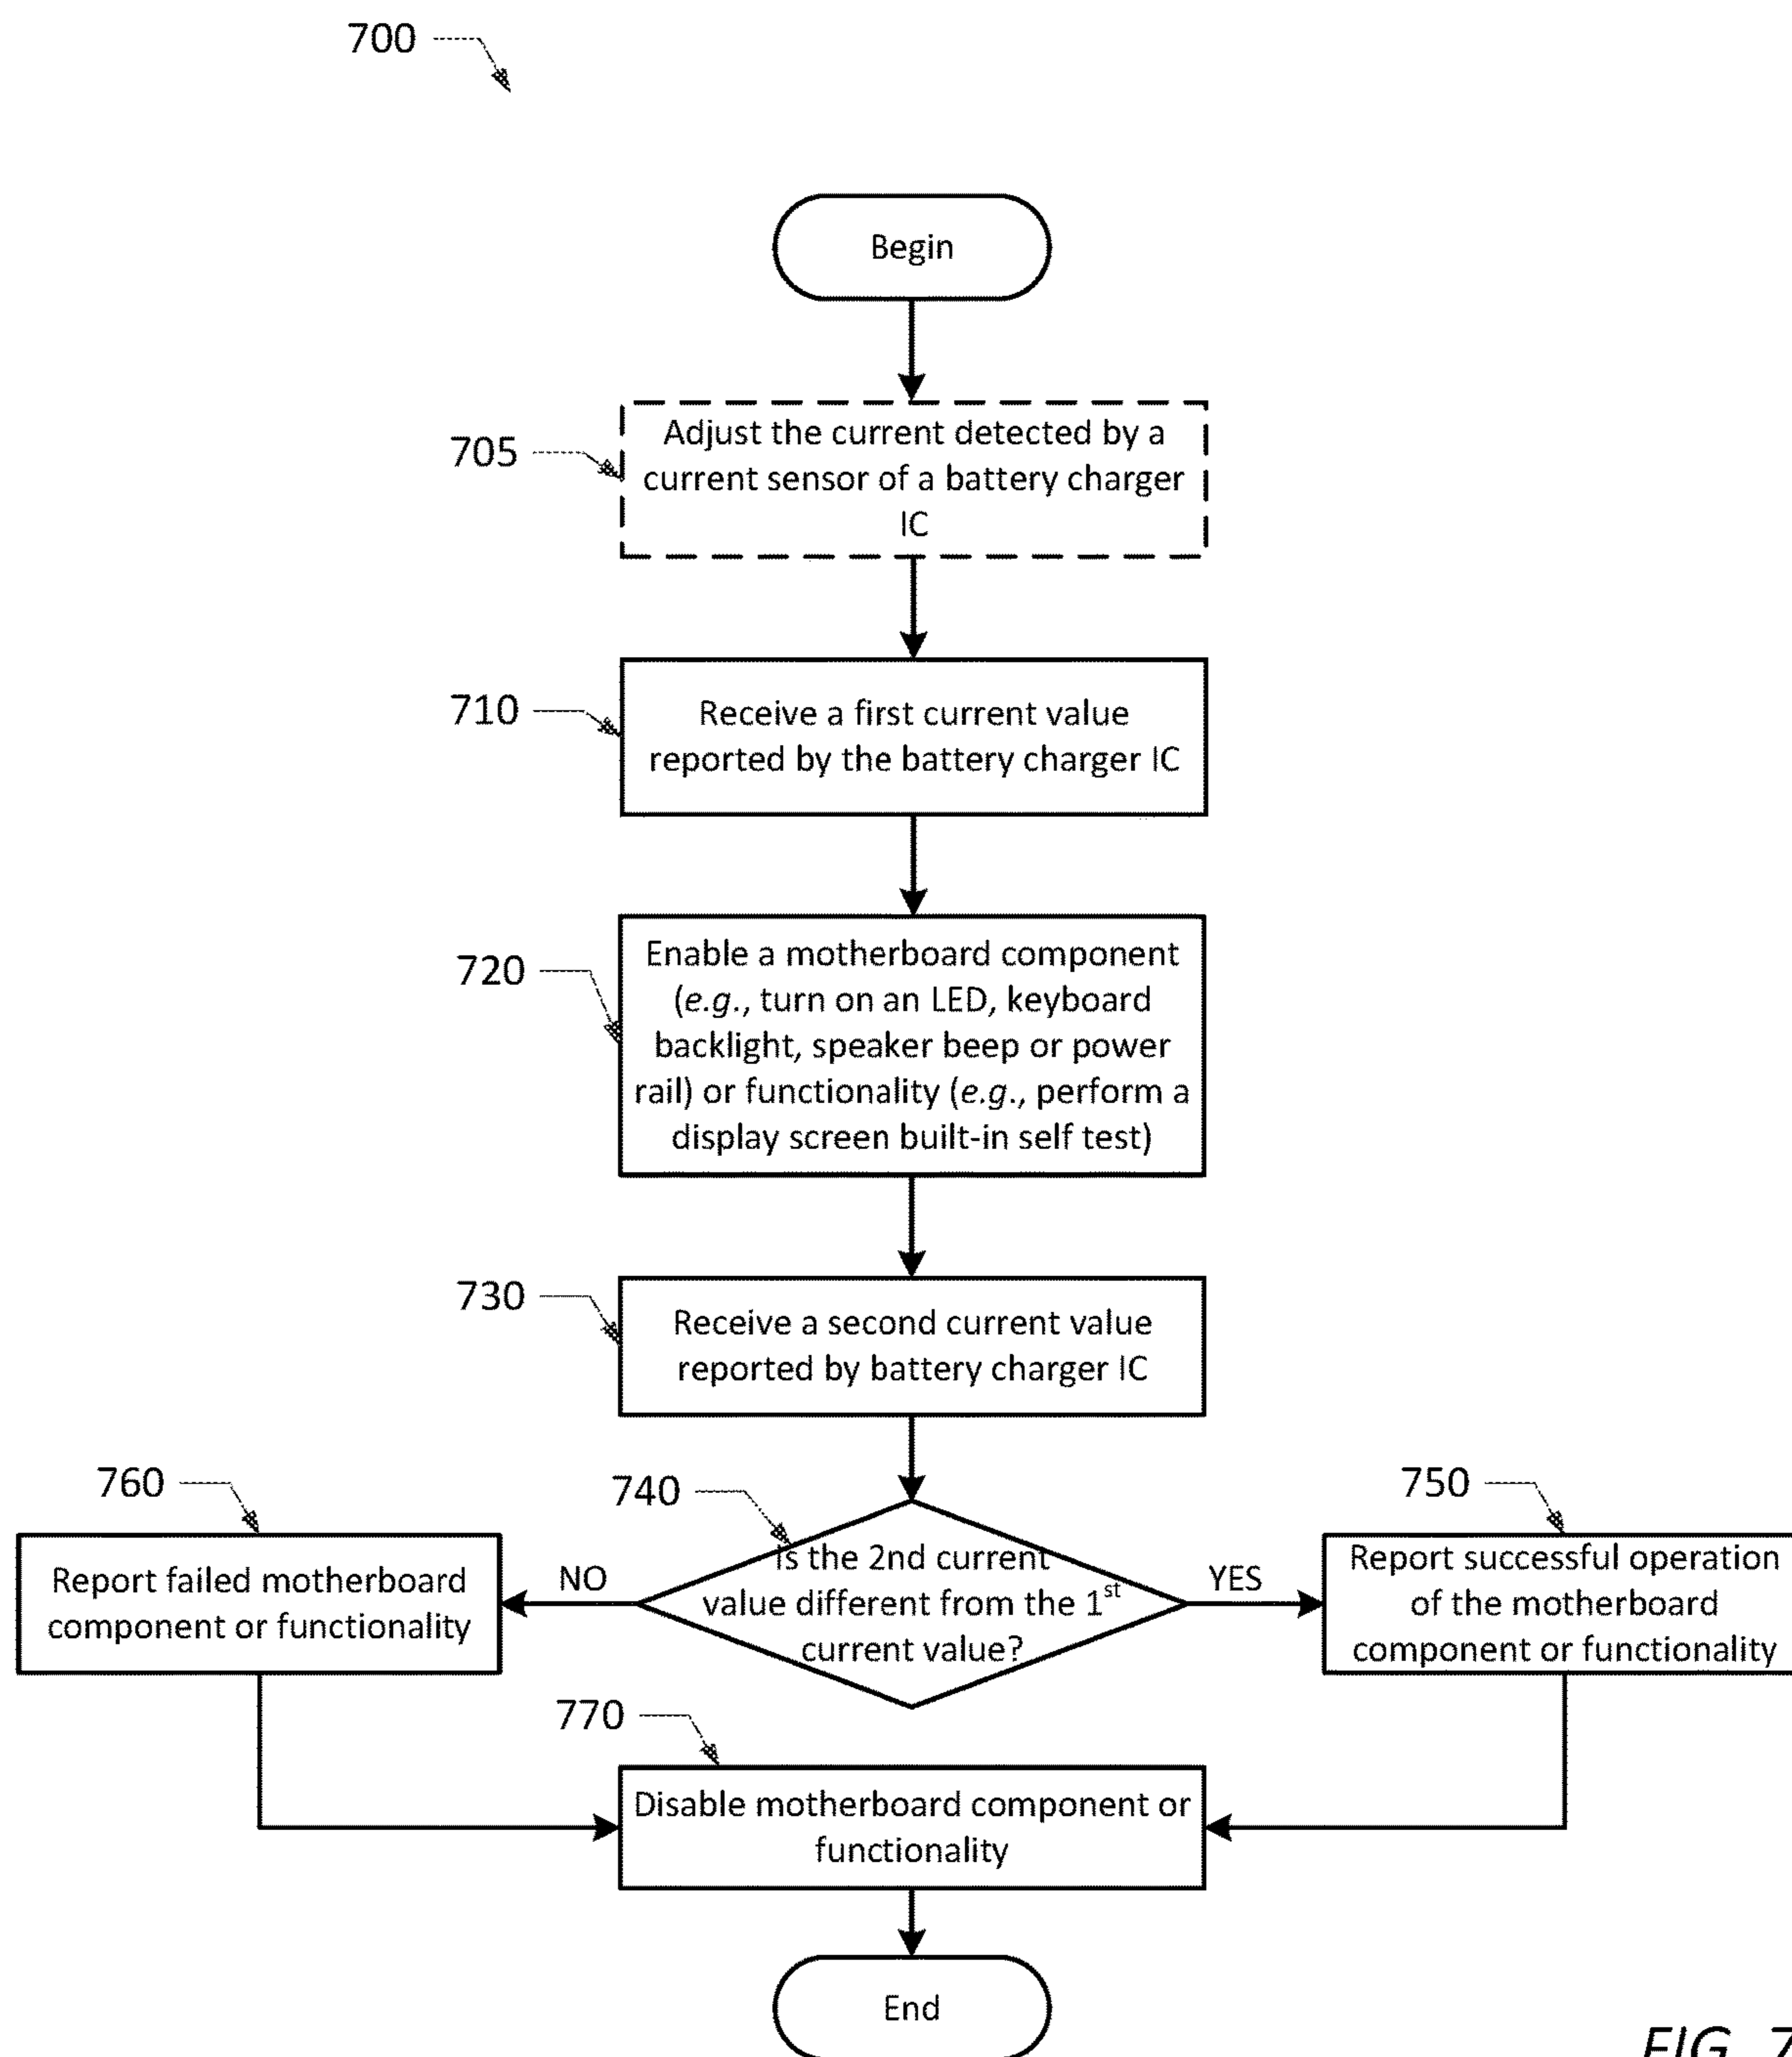 700
Begin
705
Adjust the current detected by a
current sensor of a battery charger
IC
710
Receive a first current value
reported by the battery charger IC
720
Enable a motherboard component
(e.g., turn on an LED, keyboard
backlight, speaker beep or power
rail) or functionality (e.g., perform a
display screen built-in self test)
730
Receive a second current value
reported by battery charger IC
740
Is the 2nd current
value different from the 1st
current value?
NO
YES
760
Report failed motherboard
component or functionality
750
Report successful operation
of the motherboard
component or functionality
770
Disable motherboard component or
functionality
End
FIG. 7